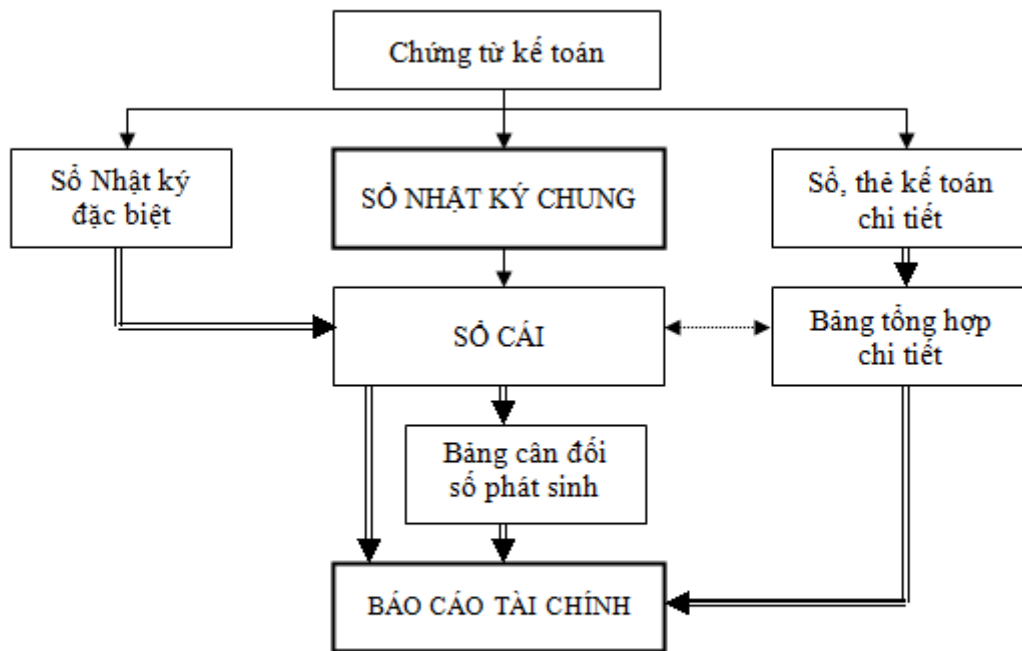 Chứng từ kế toán
Sổ Nhật ký
đặc biệt
SỔ NHẬT KÝ CHUNG
Sổ, thẻ kế toán
chi tiết
SỔ CÁI
Bảng tổng hợp
chi tiết
Bảng cân đối
số phát sinh
BÁO CÁO TÀI CHÍNH